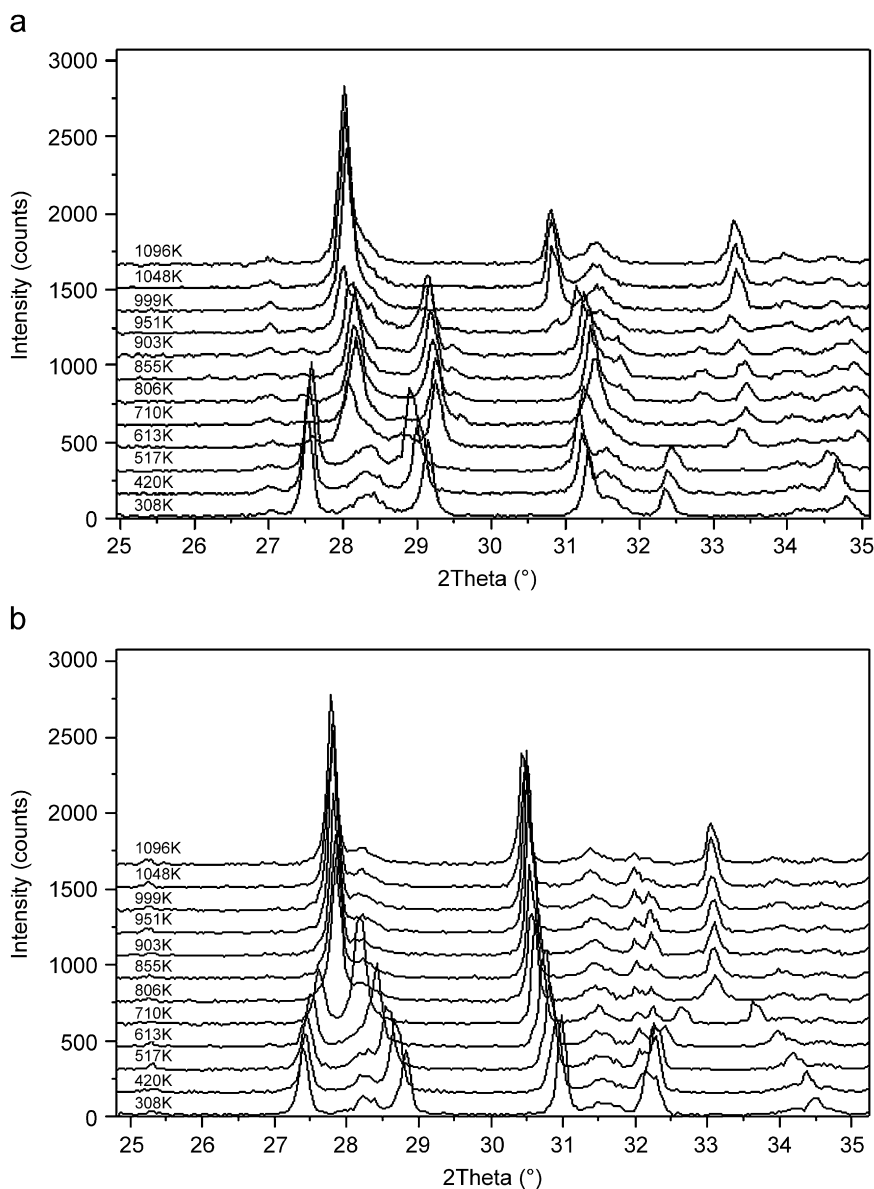 a
3000
2500
2000
1500
1000
500
0
Intensity (counts)
1096K
1048K
999K
951K
903K
855K
806K
710K
613K
517K
420K
308K
25 26 27 28 29 30 31 32 33 34 35
2Theta (°)
b
3000
2500
2000
1500
1000
500
0
Intensity (counts)
1096K
1048K
999K
951K
903K
855K
806K
710K
613K
517K
420K
308K
25 26 27 28 29 30 31 32 33 34 35
2Theta (°)